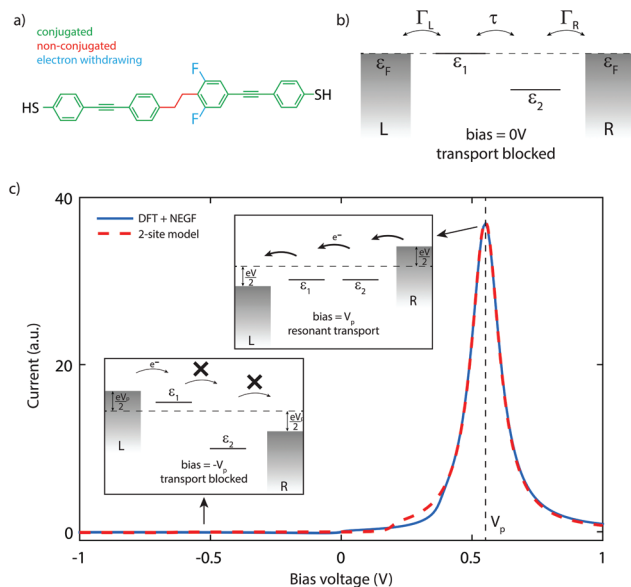 a)
conjugated
non-conjugated
electron withdrawing
F
HS
SH
F
b)
Γ_L
τ
Γ_R
ε_F
ε_1
ε_F
ε_2
L
R
bias = 0V
transport blocked
c)
40
DFT + NEGF
2-site model
e⁻
eV/2
eV/2
ε_1
ε_2
bias = V_p
resonant transport
R
L
20
Current (a.u.)
e⁻
ε_1
eV_p/2
L
ε_2
bias = -V_p
transport blocked
R
V_p
0
-1
-0.5
0
0.5
1
Bias voltage (V)